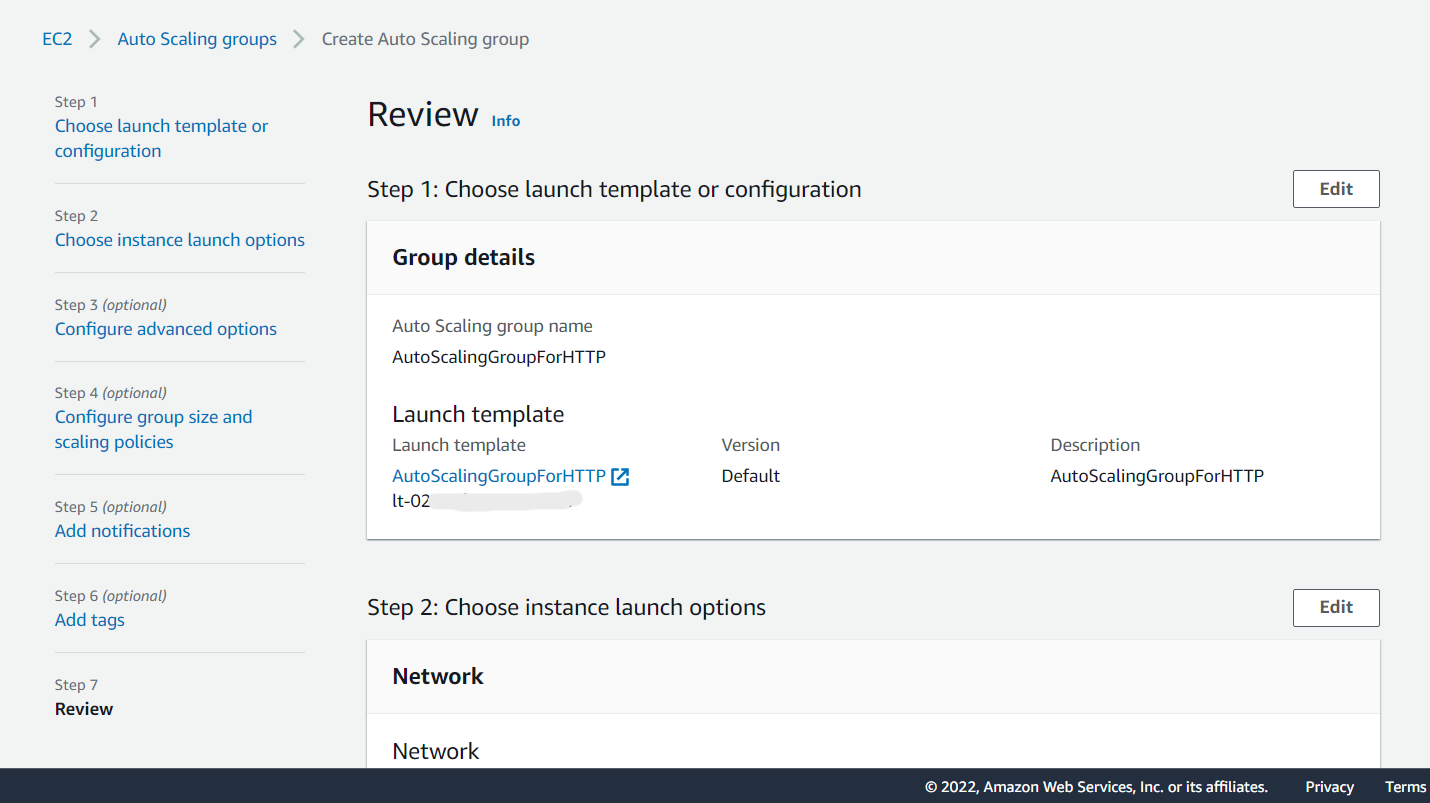 EC2 > Auto Scaling groups > Create Auto Scaling group
Step 1
Choose launch template or
configuration
Step 2
Choose instance launch options
Step 3 (optional)
Configure advanced options
Step 4 (optional)
Configure group size and
scaling policies
Step 5 (optional)
Add notifications
Step 6 (optional)
Add tags
Step 7
Review
Review Info
Step 1: Choose launch template or configuration Edit
Group details
Auto Scaling group name
AutoScalingGroupForHTTP
Launch template
Launch template Version Description
AutoScalingGroupForHTTP Default AutoScalingGroupForHTTP
lt-02
Step 2: Choose instance launch options Edit
Network
Network
© 2022, Amazon Web Services, Inc. or its affiliates. Privacy Terms